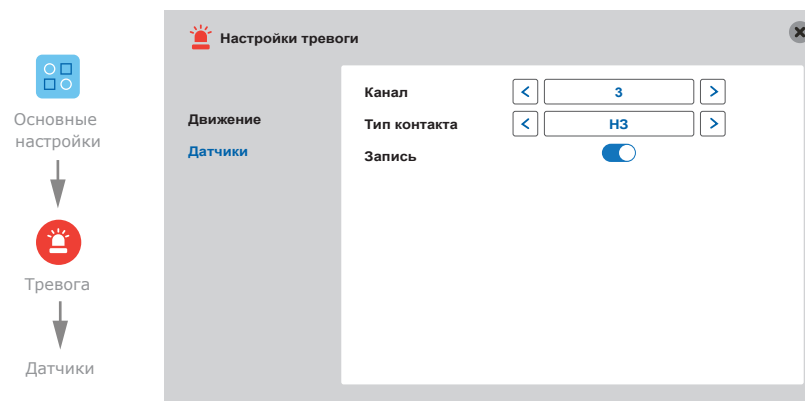 Основные
настройки
Тревога
Датчики
Настройки тревоги
Движение
Датчики
Канал
3
Тип контакта
НЗ
Запись